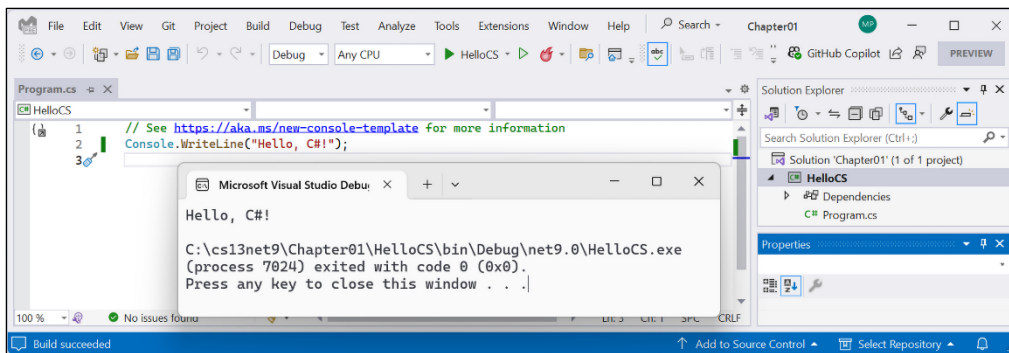 File Edit View Git Project Build Debug Test Analyze Tools Extensions Window Help Search Chapter01 MP
Debug Any CPU HelloCS abc GitHub Copilot PREVIEW
Program.cs
HelloCS
1 // See https://aka.ms/new-console-template for more information
2 Console.WriteLine("Hello, C#!");
3
Microsoft Visual Studio Debu
Hello, C#!
C:\cs13net9\Chapter01\HelloCS\bin\Debug\net9.0\HelloCS.exe
(process 7024) exited with code 0 (0x0).
Press any key to close this window . . .
100 % No issues found Ln: 3 Ch: 1 SPC CRLF
Solution Explorer
Search Solution Explorer (Ctrl+;)
Solution 'Chapter01' (1 of 1 project)
C# HelloCS
Dependencies
C# Program.cs
Properties
Build succeeded Add to Source Control Select Repository